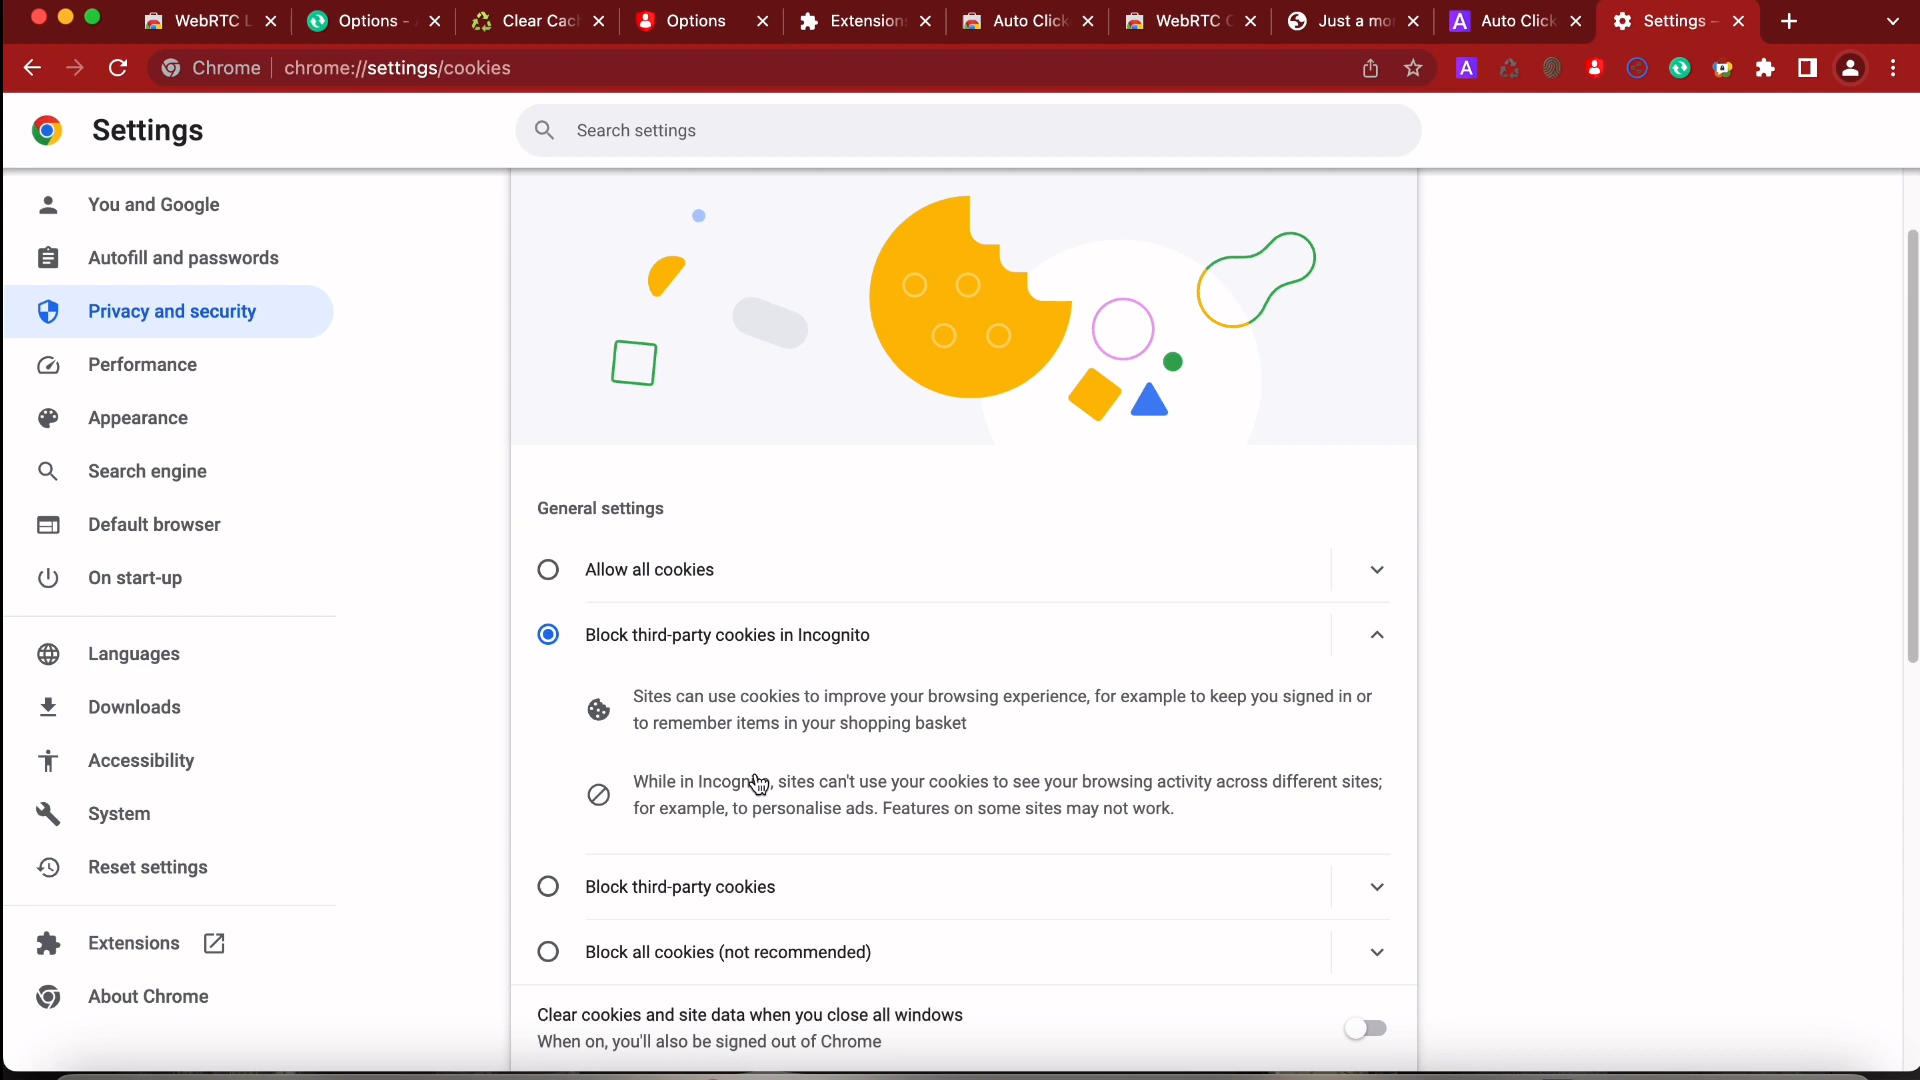 WebRTC L
Options -
Clear Cach
Options
Extension
Auto Click
WebRTC C
Just a mo
Auto Click
Settings -
Chrome
chrome://settings/cookies
Settings
Search settings
You and Google
Autofill and passwords
Privacy and security
Performance
Appearance
Search engine
Default browser
On start-up
Languages
Downloads
Accessibility
System
Reset settings
Extensions
About Chrome
General settings
Allow all cookies
Block third-party cookies in Incognito
Sites can use cookies to improve your browsing experience, for example to keep you signed in or
to remember items in your shopping basket
While in Incognito, sites can't use your cookies to see your browsing activity across different sites;
for example, to personalise ads. Features on some sites may not work.
Block third-party cookies
Block all cookies (not recommended)
Clear cookies and site data when you close all windows
When on, you'll also be signed out of Chrome